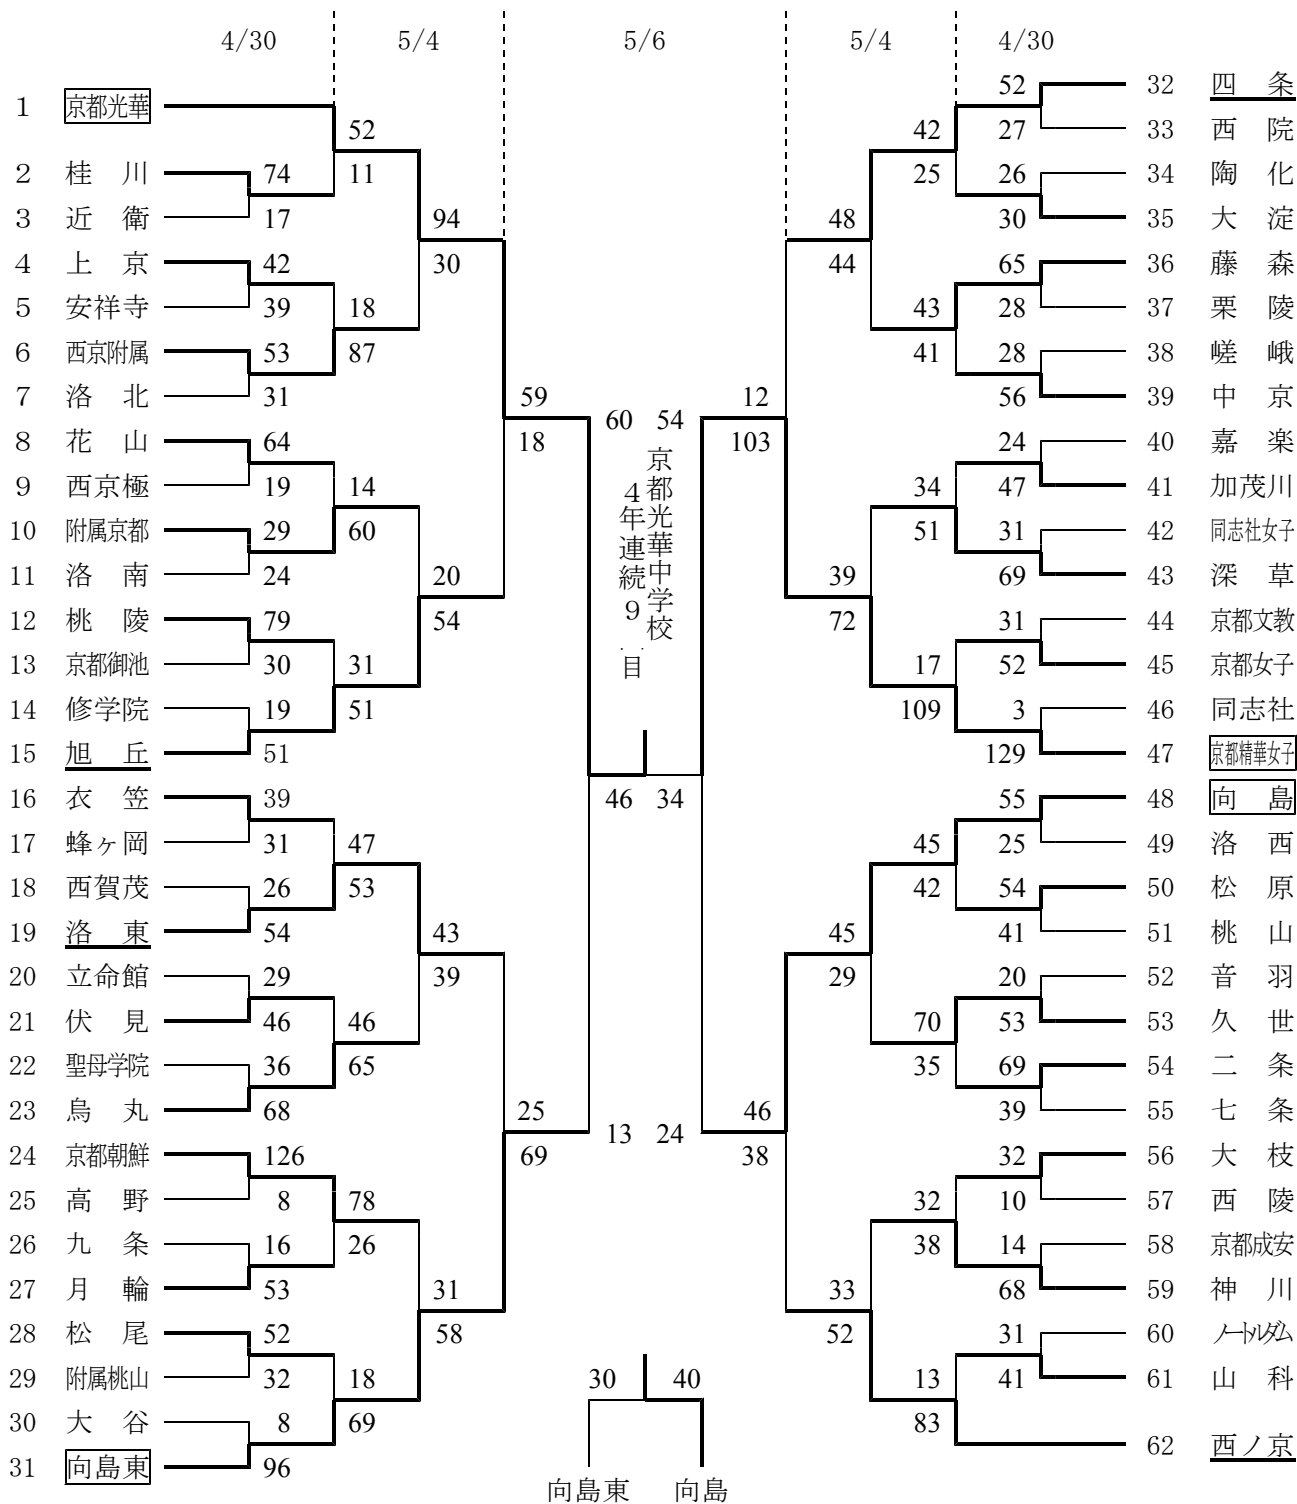 4/30 5/4 5/6 5/4 4/30
1 京都光華
2 桂川
3 近衛
4 上京
5 安祥寺
6 西京附属
7 洛北
8 花山
9 西京極
10 附属京都
11 洛南
12 桃陵
13 京都御池
14 修学院
15 旭丘
16 衣笠
17 蜂ヶ岡
18 西賀茂
19 洛東
20 立命館
21 伏見
22 聖母学院
23 烏丸
24 京都朝鮮
25 高野
26 九条
27 月輪
28 松尾
29 附属桃山
30 大谷
31 向島東
74
17
42
39
53
31
64
19
29
24
79
30
19
51
39
31
26
54
29
46
36
68
126
8
16
53
52
32
8
96
52
11
18
87
14
60
31
51
47
53
46
65
78
26
18
69
94
30
20
54
43
39
31
58
59
18
25
69
60 54
京都光華中学校
4年連続9
目
46 34
13 24
30 40
向島東 向島
12
103
46
38
48
44
39
72
45
29
33
52
42
25
43
41
34
51
17
109
45
42
70
35
32
38
13
83
52
27
26
30
65
28
28
56
24
47
31
69
31
52
3
129
55
25
54
41
20
53
69
39
32
10
14
68
31
41
32 四条
33 西院
34 陶化
35 大淀
36 藤森
37 栗陵
38 嵯峨
39 中京
40 嘉楽
41 加茂川
42 同志社女子
43 深草
44 京都文教
45 京都女子
46 同志社
47 京都精華女子
48 向島
49 洛西
50 松原
51 桃山
52 音羽
53 久世
54 二条
55 七条
56 大枝
57 西陵
58 京都成安
59 神川
60 ノートルダム
61 山科
62 西ノ京